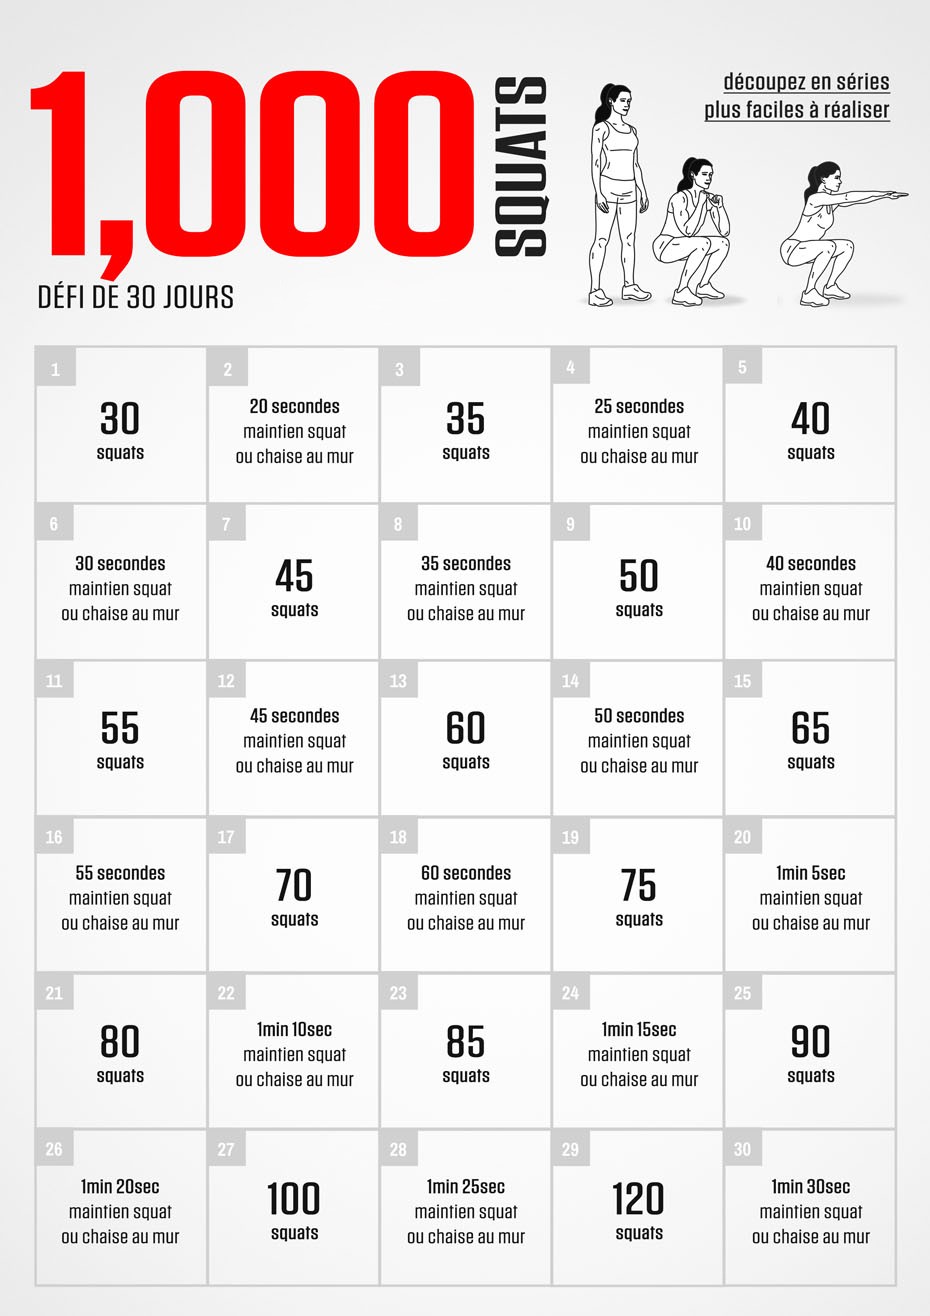 1,000
SQUATS
découpez en séries
plus faciles à réaliser
DÉFI DE 30 JOURS
1
30
squats
2
20 secondes
maintien squat
ou chaise au mur
3
35
squats
4
25 secondes
maintien squat
ou chaise au mur
5
40
squats
6
30 secondes
maintien squat
ou chaise au mur
7
45
squats
8
35 secondes
maintien squat
ou chaise au mur
9
50
squats
10
40 secondes
maintien squat
ou chaise au mur
11
55
squats
12
45 secondes
maintien squat
ou chaise au mur
13
60
squats
14
50 secondes
maintien squat
ou chaise au mur
15
65
squats
16
55 secondes
maintien squat
ou chaise au mur
17
70
squats
18
60 secondes
maintien squat
ou chaise au mur
19
75
squats
20
1min 5sec
maintien squat
ou chaise au mur
21
80
squats
22
1min 10sec
maintien squat
ou chaise au mur
23
85
squats
24
1min 15sec
maintien squat
ou chaise au mur
25
90
squats
26
1min 20sec
maintien squat
ou chaise au mur
27
100
squats
28
1min 25sec
maintien squat
ou chaise au mur
29
120
squats
30
1min 30sec
maintien squat
ou chaise au mur